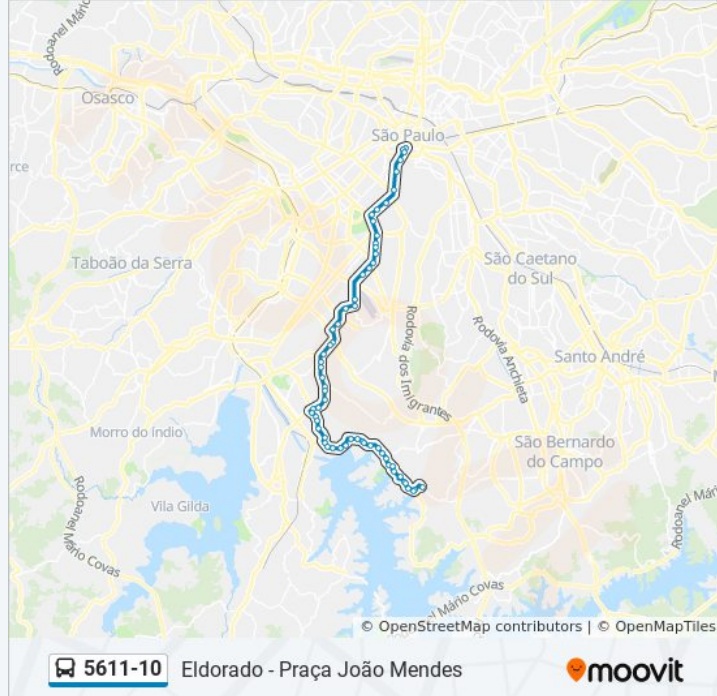 Rodoanel Mário
Osasco
São Paulo
rce
Taboão da Serra
São Caetano
do Sul
Rodovia dos Imigrantes
Rodovia Anchieta
Santo André
Morro do Índio
São Bernardo
do Campo
Vila Gilda
Rodoanel Mário Covas
Rodoanel Mário
Mário Covas
© OpenStreetMap contributors | © OpenMapTiles
5611-10 Eldorado - Praça João Mendes moovit